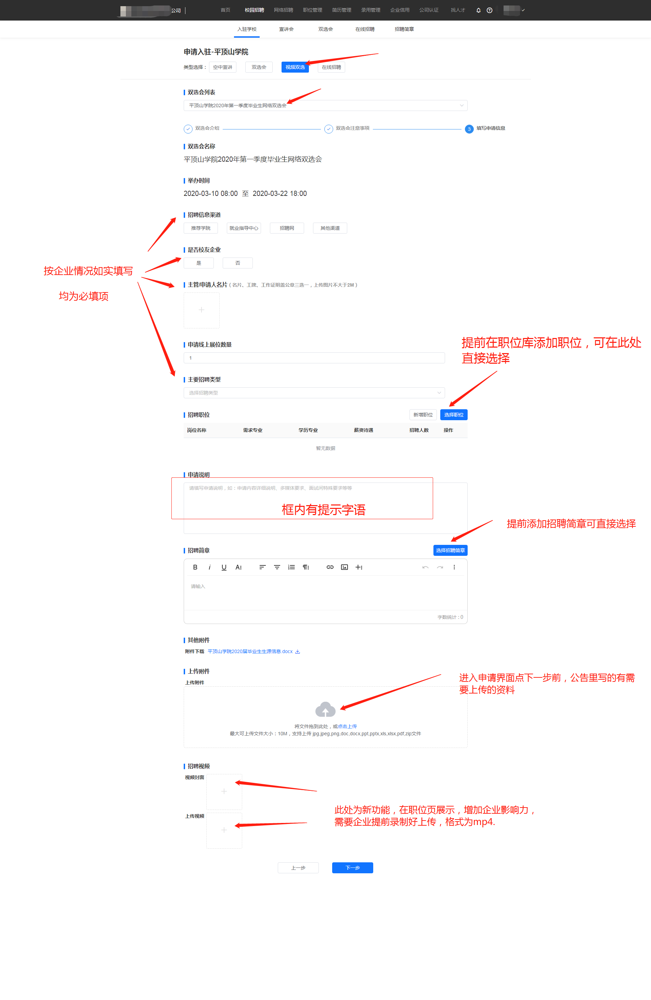 公司
首页 校园招聘 网络招聘 职位管理 简历管理 录用管理 企业信用 公司认证 找人才
入驻学校 宣讲会 双选会 在线招聘 招聘简章
申请入驻-平顶山学院
类型选择： 空中宣讲 双选会 视频双选 在线招聘
双选会列表
平顶山学院2020年第一季度毕业生网络双选会
双选会介绍 双选会注意事项 3 填写申请信息
双选会名称
平顶山学院2020年第一季度毕业生网络双选会
举办时间
2020-03-10 08:00 至 2020-03-22 18:00
招聘信息渠道
推荐学院 就业指导中心 招聘网 其他渠道
是否校友企业
是 否
按企业情况如实填写
均为必填项
主管/申请人名片（名片、工牌、工作证明盖公章三选一，上传图片不大于2M）
申请线上展位数量
1
提前在职位库添加职位，可在此处
直接选择
主要招聘类型
选择招聘类型
招聘职位 新增职位 选择职位
岗位名称 需求专业 学历专业 薪资待遇 招聘人数 操作
暂无数据
申请说明
请填写申请说明，如：申请内容详细说明、多媒体要求、面试间特殊要求等等
框内有提示字语
提前添加招聘简章可直接选择
招聘简章 选择招聘简章
请输入
字数统计：0
其他附件
附件下载 平顶山学院2020届毕业生生源信息.docx
上传附件
上传附件
进入申请界面点下一步前，公告里写的有需
要上传的资料
将文件拖到此处，或点击上传
最大可上传文件大小：10M，支持上传 jpg,jpeg,png,doc,docx,ppt,pptx,xls,xlsx,pdf,zip文件
招聘视频
视频封面
上传视频
此处为新功能，在职位页展示，增加企业影响力，
需要企业提前录制好上传，格式为mp4.
上一步 下一步